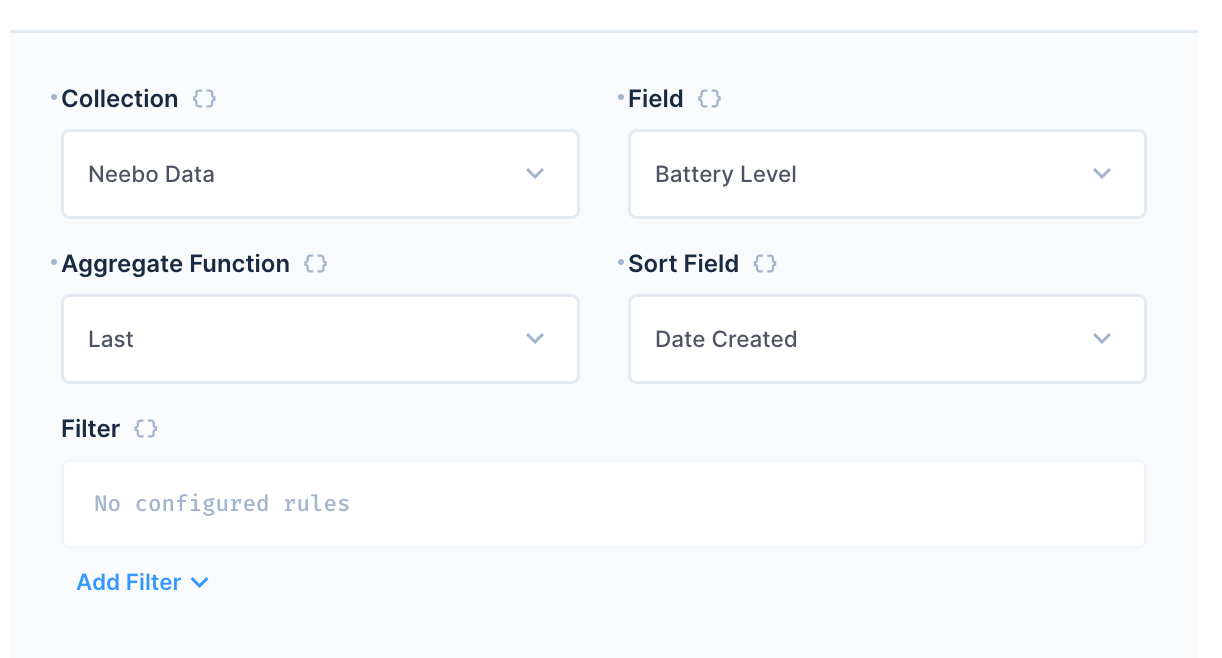 Collection {} Field {}
Neebo Data Battery Level
Aggregate Function {} Sort Field {}
Last Date Created
Filter {}
No configured rules
Add Filter